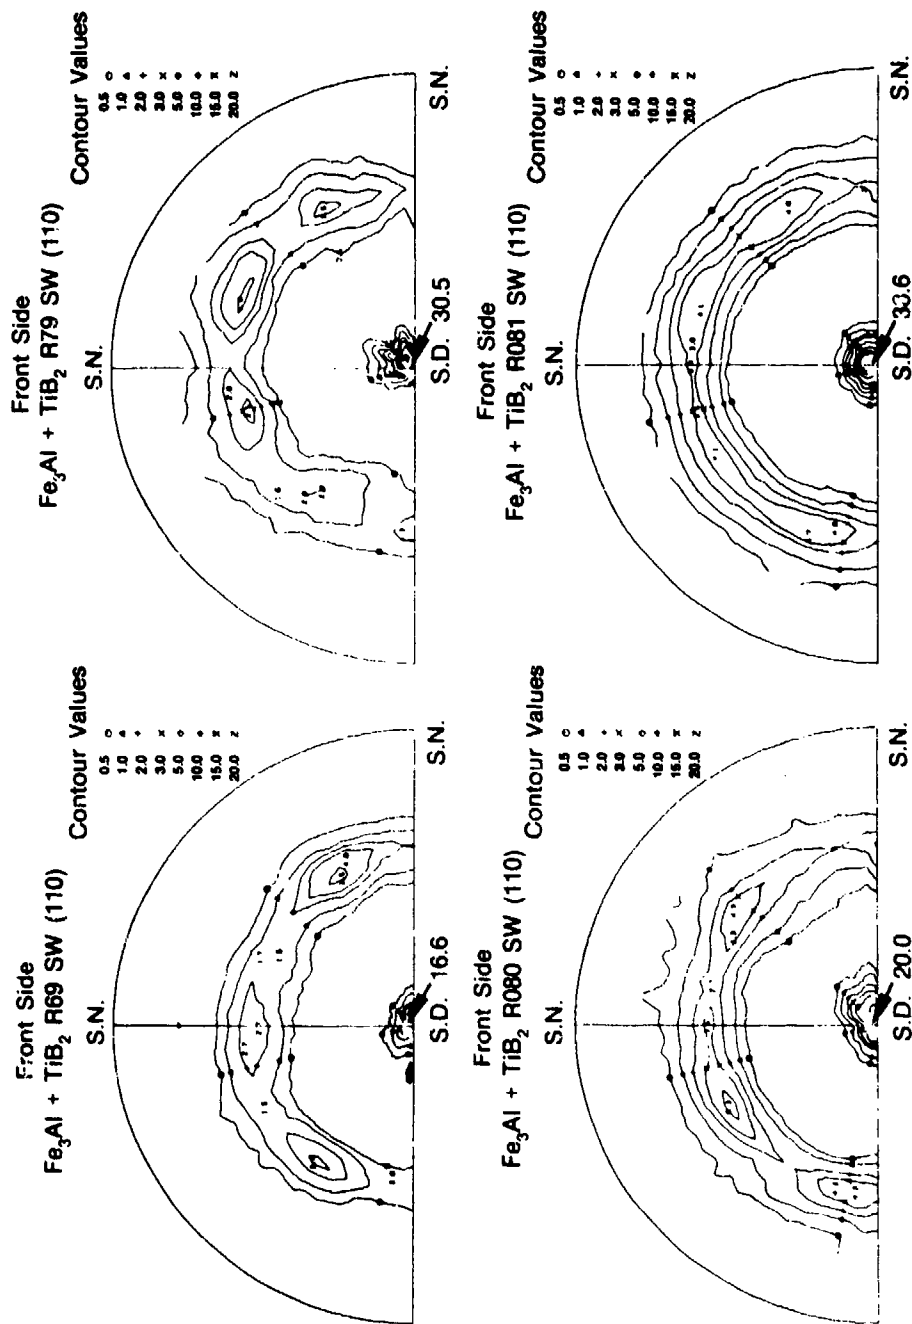 Front Side
Fe₃Al + TiB₂ R69 SW (110)
S.N.
Contour Values
0.5
1.0
2.0
3.0 x
5.0
10.0
15.0
20.0 z
S.D. 16.6
S.N.
Front Side
Fe₃Al + TiB₂ R79 SW (110)
S.N.
Contour Values
0.5
1.0
2.0
3.0 x
5.0
10.0
15.0
20.0 z
S.D. 30.5
S.N.
Front Side
Fe₃Al + TiB₂ R080 SW (110)
S.N.
Contour Values
0.5
1.0
2.0
3.0 x
5.0
10.0
15.0
20.0 z
S.D. 20.0
S.N.
Front Side
Fe₃Al + TiB₂ R081 SW (110)
S.N.
Contour Values
0.5
1.0
2.0
3.0 x
5.0
10.0
15.0
20.0 z
S.D.
S.N.